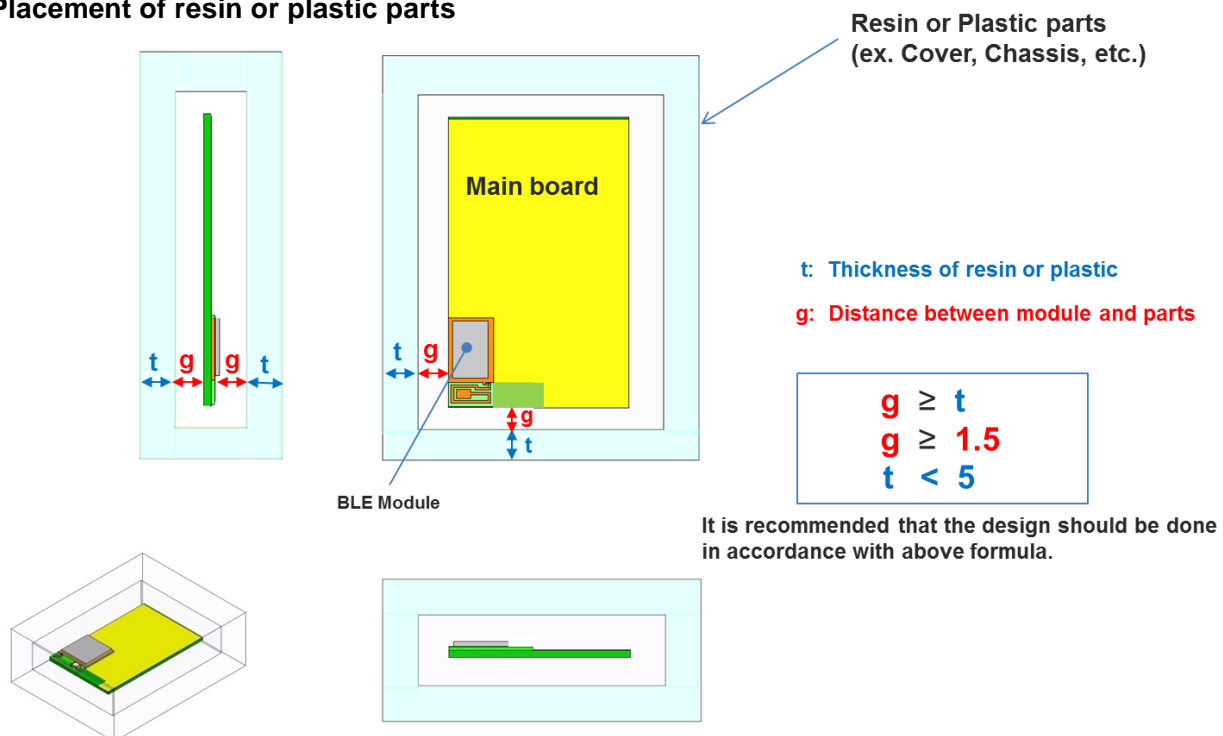 Placement of resin or plastic parts
Resin or Plastic parts
(ex. Cover, Chassis, etc.)
Main board
t: Thickness of resin or plastic
g: Distance between module and parts
t g g t
t g
g
t
g ≥ t
g ≥ 1.5
t < 5
BLE Module
It is recommended that the design should be done
in accordance with above formula.